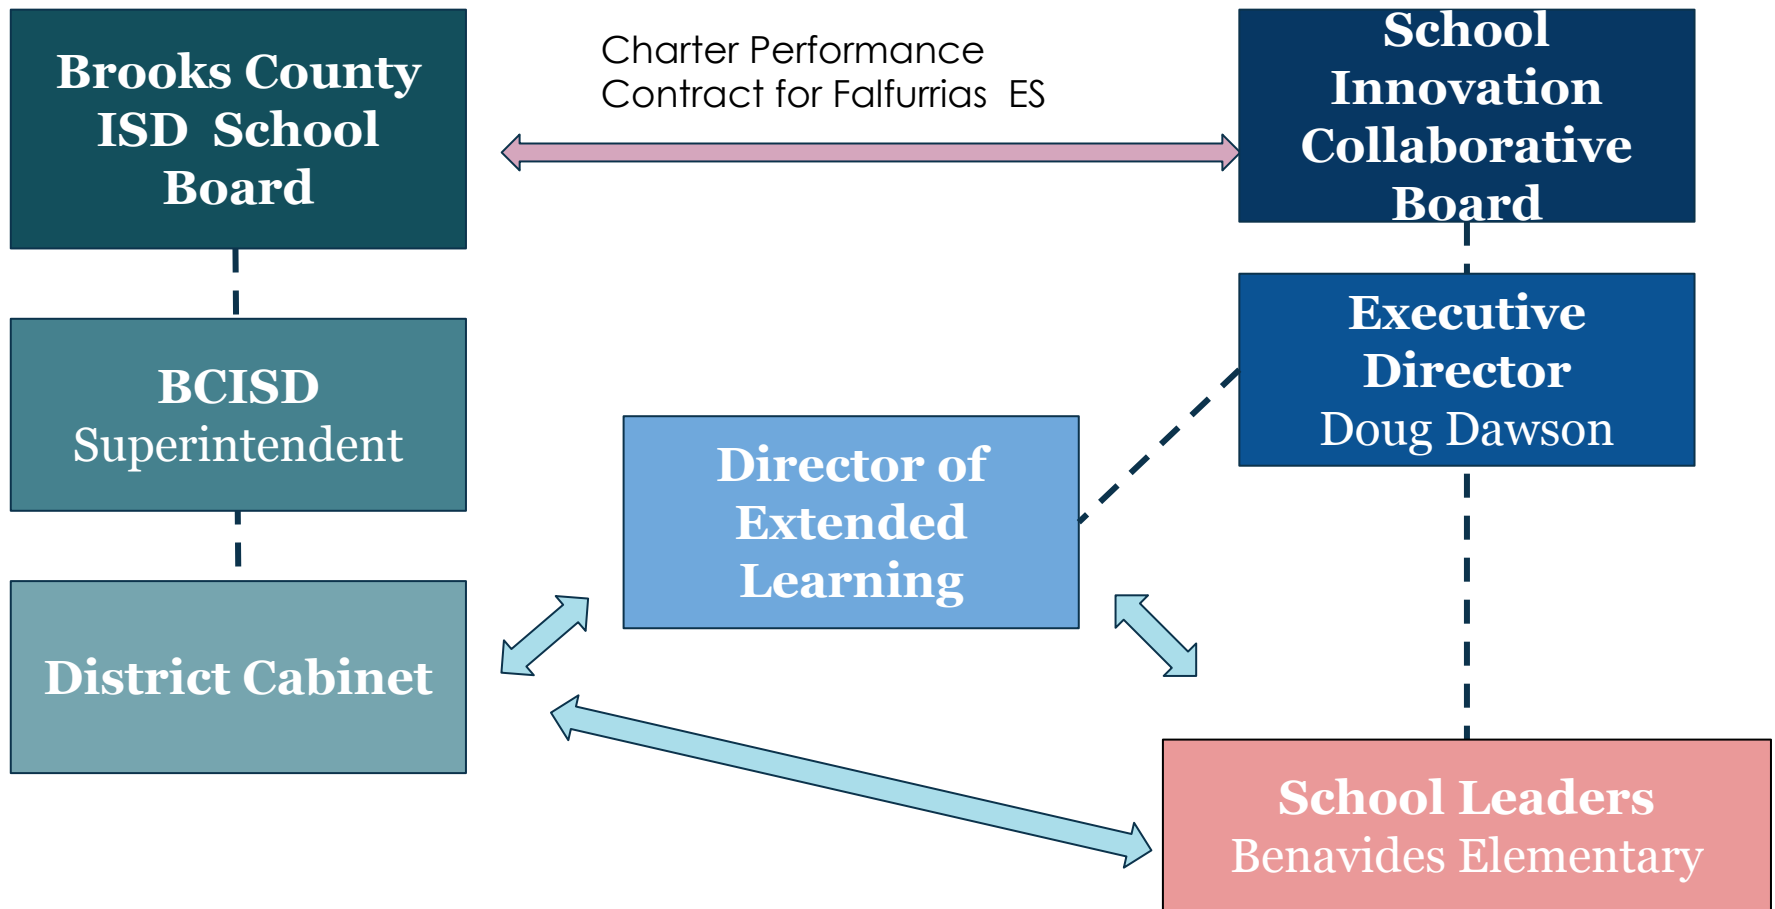 Brooks County
ISD School
Board
Charter Performance
Contract for Falfurrias ES
School
Innovation
Collaborative
Board
BCISD
Superintendent
Executive
Director
Doug Dawson
Director of
Extended
Learning
District Cabinet
School Leaders
Benavides Elementary